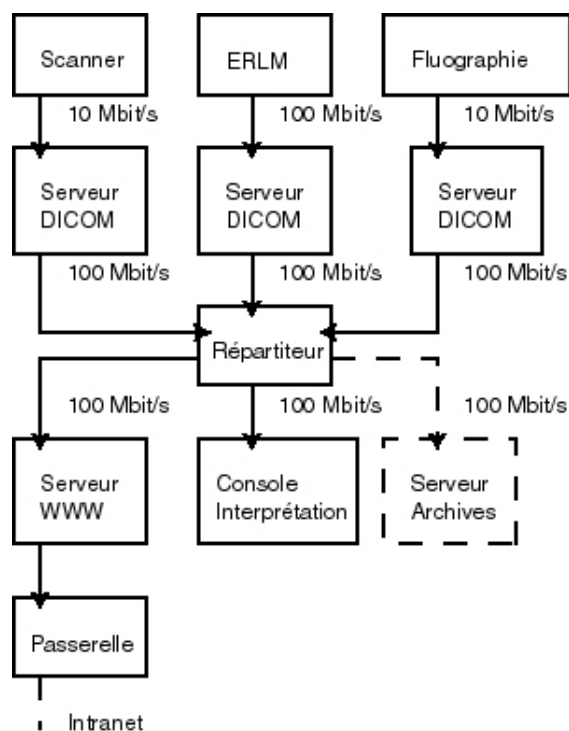 Scanner
ERLM
Fluographie
10 Mbit/s
100 Mbit/s
10 Mbit/s
Serveur
DICOM
Serveur
DICOM
Serveur
DICOM
100 Mbit/s
100 Mbit/s
100 Mbit/s
Répartiteur
100 Mbit/s
100 Mbit/s
100 Mbit/s
Serveur
WWW
Console
Interprétation
Serveur
Archives
Passerelle
Intranet